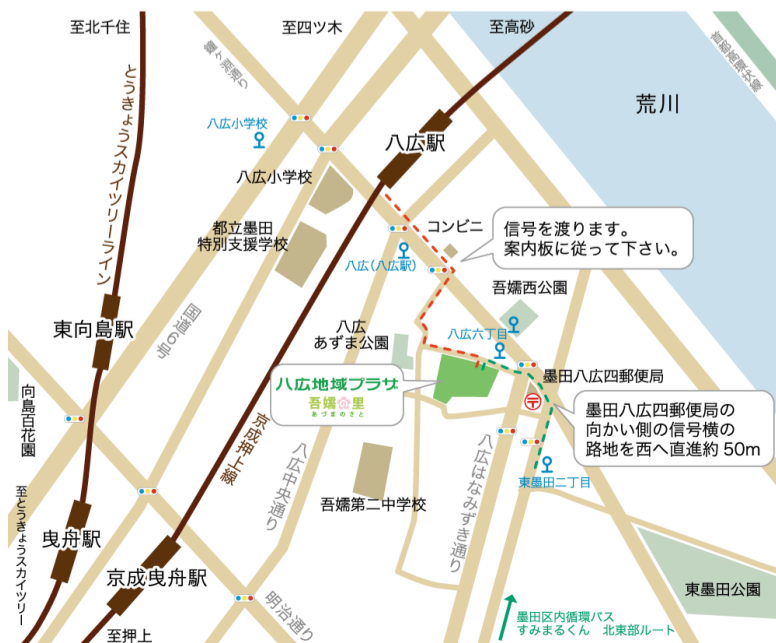 至北千住
至四ツ木
至高砂
首都高環状線
鐘ヶ淵通り
荒川
とうきょうスカイツリーライン
八広小学校
八広駅
八広小学校
都立墨田
特別支援学校
コンビニ
信号を渡ります。
案内板に従って下さい。
八広（八広駅）
吾嬬西公園
国道6号
東向島駅
八広
あずま公園
八広六丁目
墨田八広四郵便局
八広地域プラザ
吾嬬の里
あづまのさと
向島百花園
京成押上線
墨田八広四郵便局の
向かい側の信号横の
路地を西へ直進約 50m
八広中央通り
八広はなみずき通り
東墨田二丁目
吾嬬第二中学校
至とうきょうスカイツリー
曳舟駅
京成曳舟駅
明治通り
東墨田公園
至押上
墨田区内循環バス
すみまるくん 北東部ルート